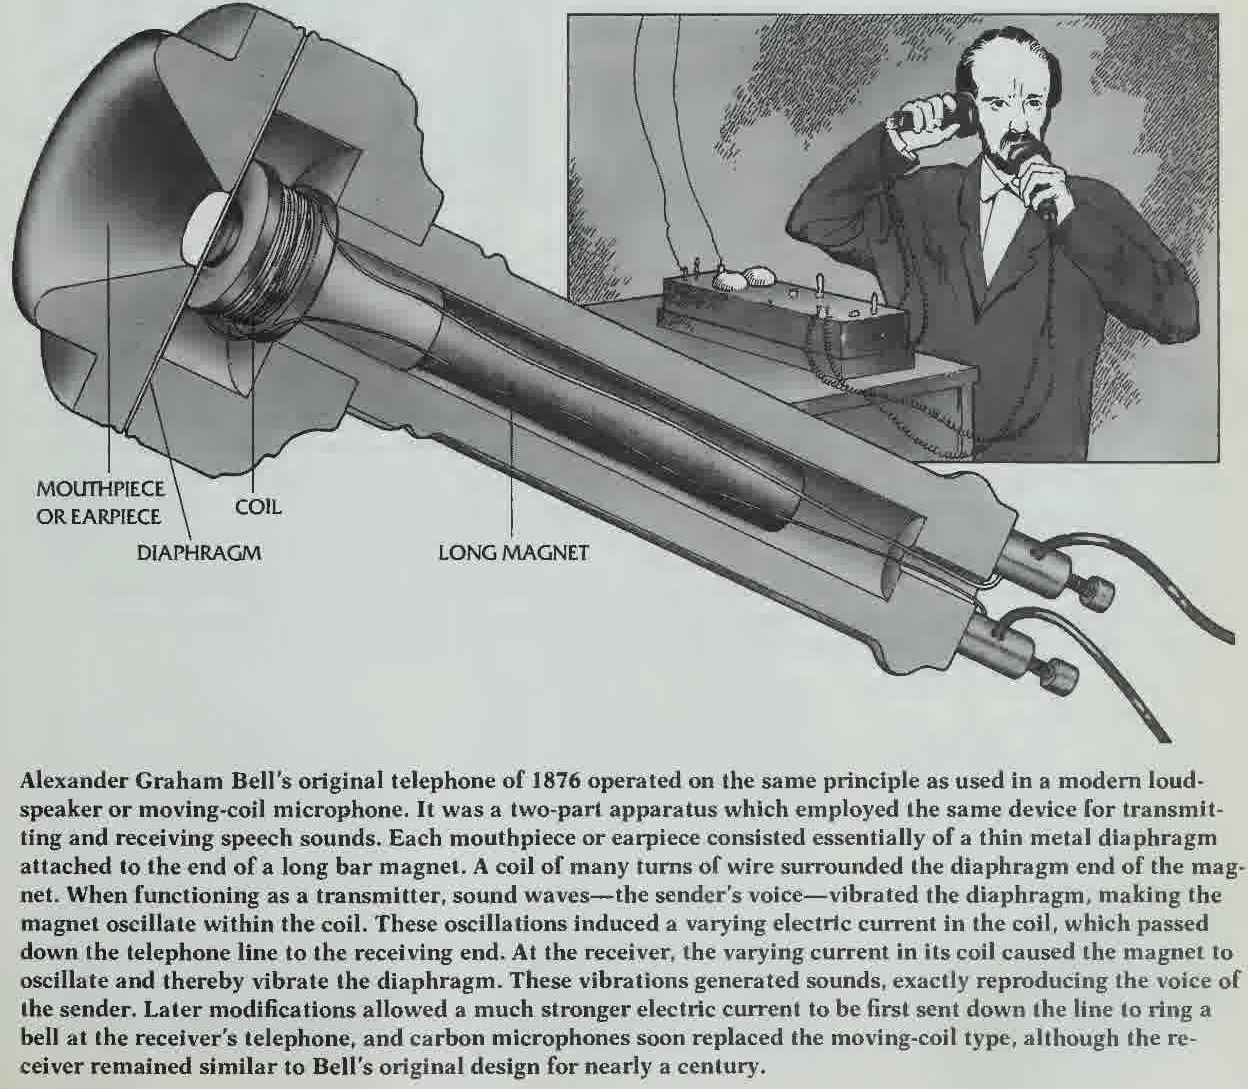 MOUTHPIECE
OR EARPIECE
COIL
DIAPHRAGM
LONG MAGNET
Alexander Graham Bell's original telephone of 1876 operated on the same principle as used in a modern loud-
speaker or moving-coil microphone. It was a two-part apparatus which employed the same device for transmit-
ting and receiving speech sounds. Each mouthpiece or earpiece consisted essentially of a thin metal diaphragm
attached to the end of a long bar magnet. A coil of many turns of wire surrounded the diaphragm end of the mag-
net. When functioning as a transmitter, sound waves—the sender's voice—vibrated the diaphragm, making the
magnet oscillate within the coil. These oscillations induced a varying electric current in the coil, which passed
down the telephone line to the receiving end. At the receiver, the varying current in its coil caused the magnet to
oscillate and thereby vibrate the diaphragm. These vibrations generated sounds, exactly reproducing the voice of
the sender. Later modifications allowed a much stronger electric current to be first sent down the line to ring a
bell at the receiver's telephone, and carbon microphones soon replaced the moving-coil type, although the re-
ceiver remained similar to Bell's original design for nearly a century.